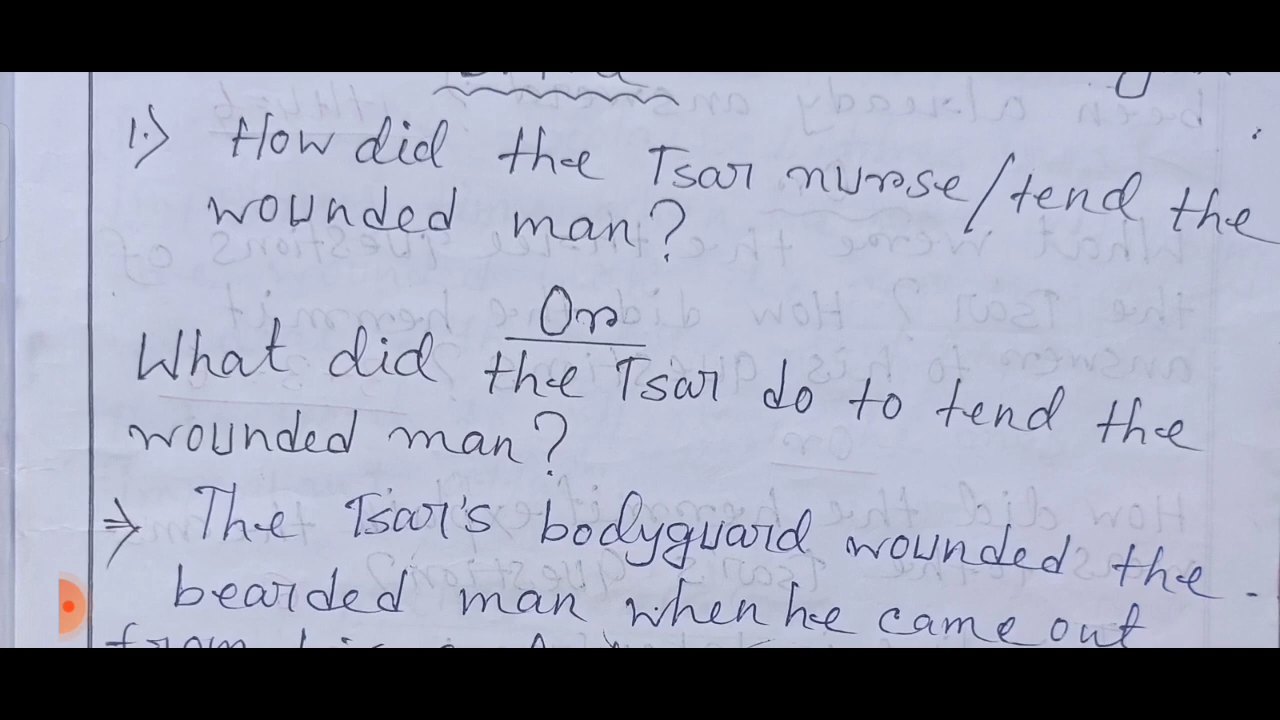 1.) How did the Tsar nurse/tend the
wounded man?
Or
What did the Tsar do to tend the
wounded man?
⇒ The Tsar's bodyguard wounded the
bearded man when he came out
from